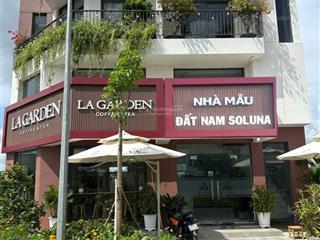 LA GARDEN
COFFEE & TEA
LA GARDEN
COFFEE & TEA
NHÀ MẪU
ĐẤT NAM SOLUNA